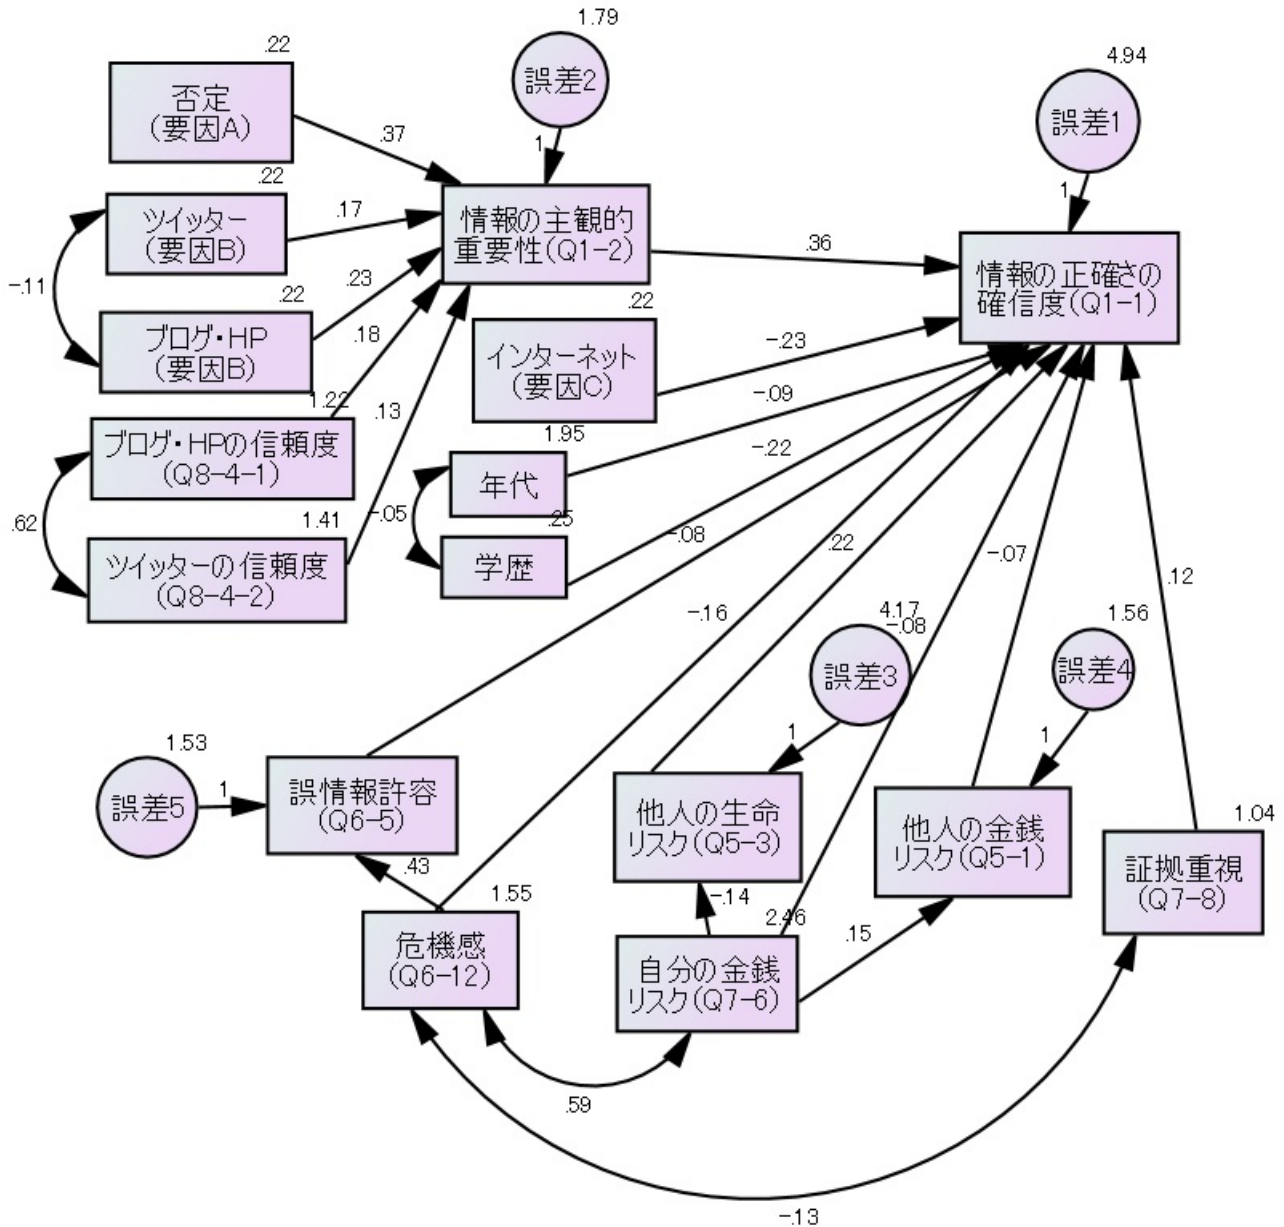 1.79
.22
4.94
否定
(要因A)
誤差2
誤差1
.37
1
1
.22
ツイッター
(要因B)
.17
情報の主観的
重要性(Q1-2)
.36
情報の正確さの
確信度(Q1-1)
-.11
.23
.22
ブログ・HP
(要因B)
.18
.22
インターネット
(要因C)
-.23
-.09
1.22
.13
ブログ・HPの信頼度
(Q8-4-1)
1.95
年代
-.22
.62
1.41
-.05
.25
ツイッターの信頼度
(Q8-4-2)
学歴
-.08
.22
-.07
.12
-.16
4.17
-.08
1.56
誤差3
誤差4
1
1
1.53
誤差5
1
誤情報許容
(Q6-5)
他人の生命
リスク(Q5-3)
他人の金銭
リスク(Q5-1)
1.04
証拠重視
(Q7-8)
.43
1.55
-.14
2.46
.15
危機感
(Q6-12)
自分の金銭
リスク(Q7-6)
.59
-.13